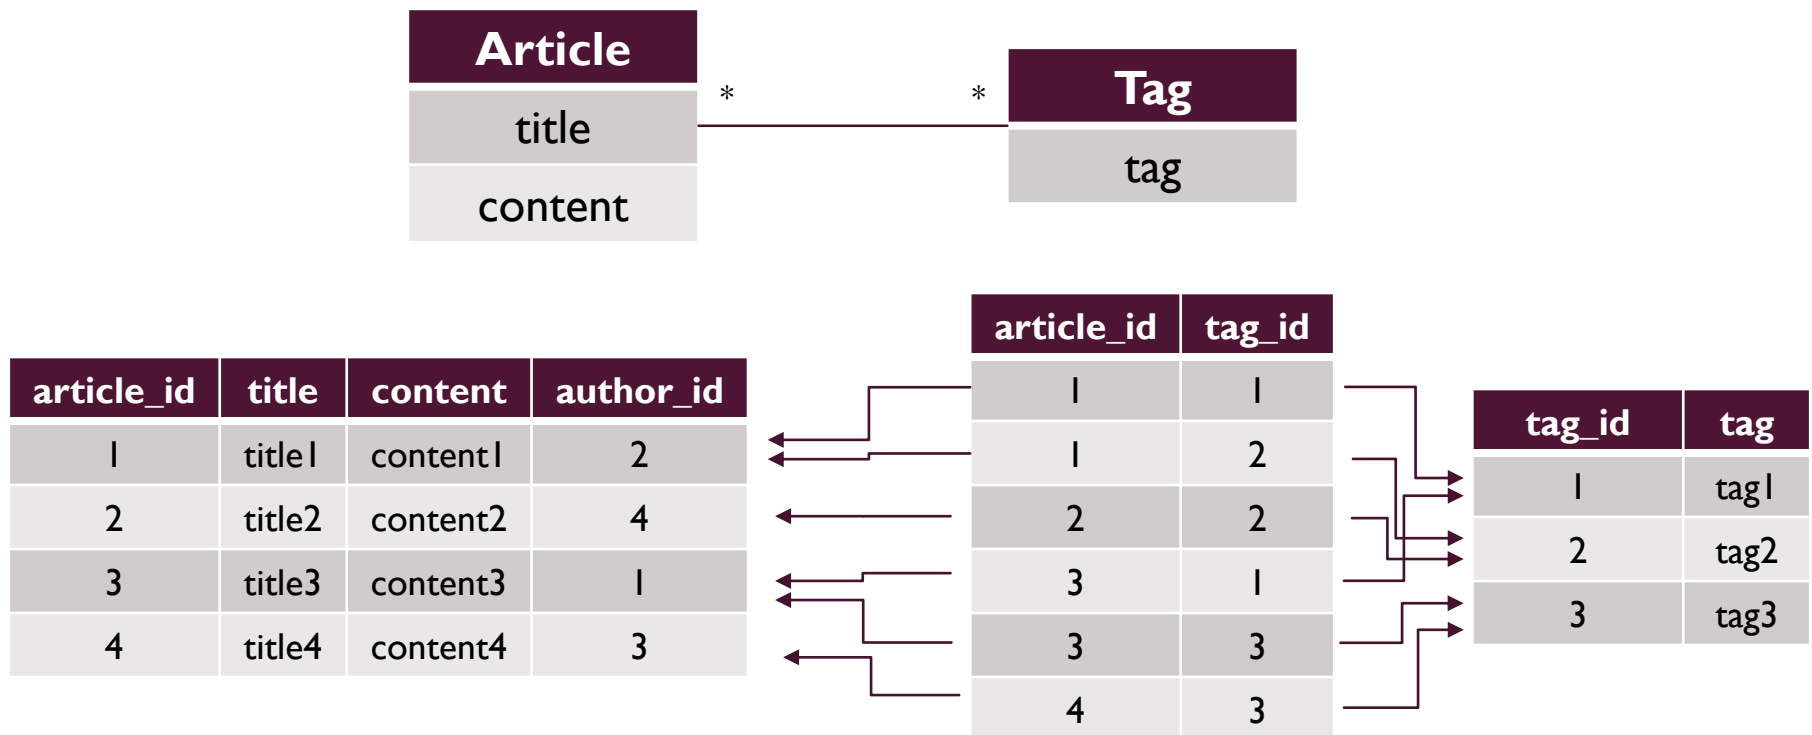 Article
title
content
* *
Tag
tag
article_id title content author_id
1 title1 content1 2
2 title2 content2 4
3 title3 content3 1
4 title4 content4 3
article_id tag_id
1 1
1 2
2 2
3 1
3 3
4 3
tag_id tag
1 tag1
2 tag2
3 tag3